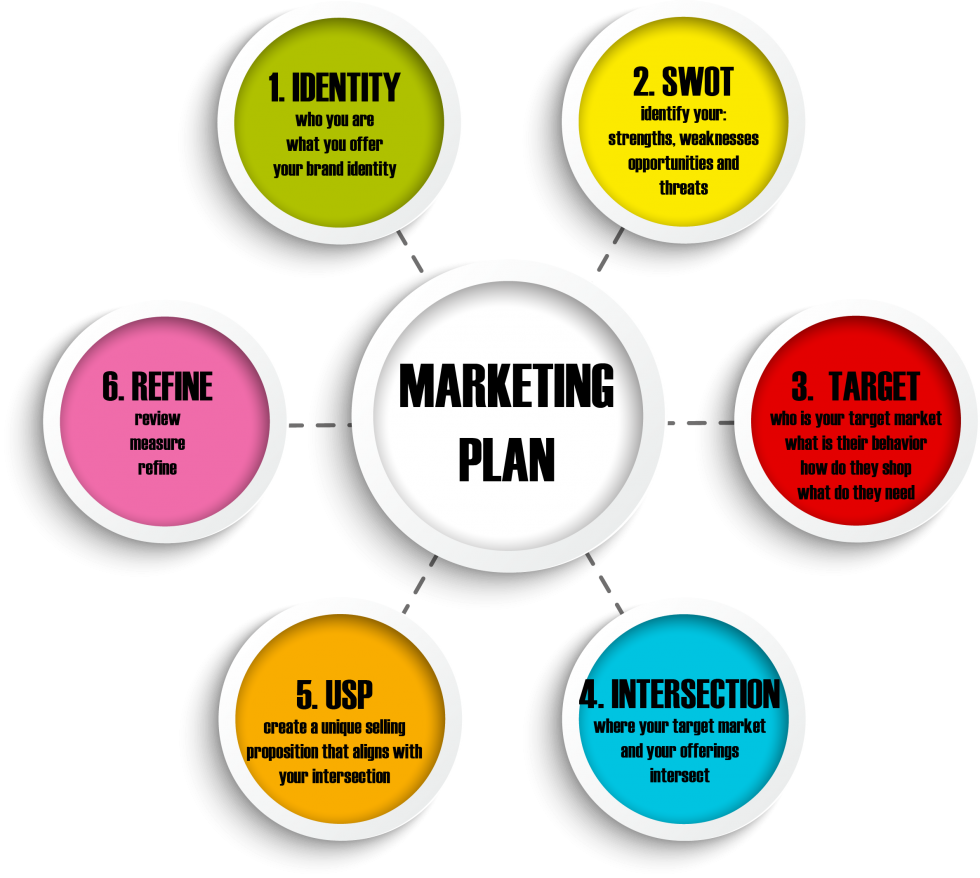 1. IDENTITY
who you are
what you offer
your brand identity
2. SWOT
identify your:
strengths, weaknesses
opportunities and
threats
MARKETING
PLAN
3. TARGET
who is your target market
what is their behavior
how do they shop
what do they need
4. INTERSECTION
where your target market
and your offerings
intersect
5. USP
create a unique selling
proposition that aligns with
your intersection
6. REFINE
review
measure
refine